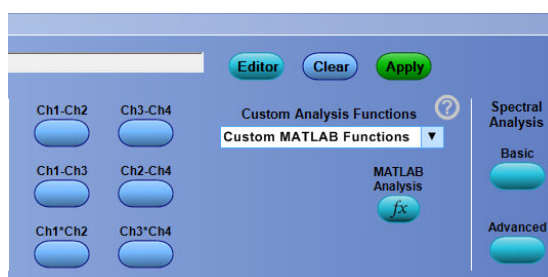 Editor Clear Apply
Ch1-Ch2 Ch3-Ch4
Custom Analysis Functions ?
Custom MATLAB Functions
Spectral
Analysis
Ch1-Ch3 Ch2-Ch4
MATLAB
Analysis
fx
Basic
Ch1*Ch2 Ch3*Ch4
Advanced